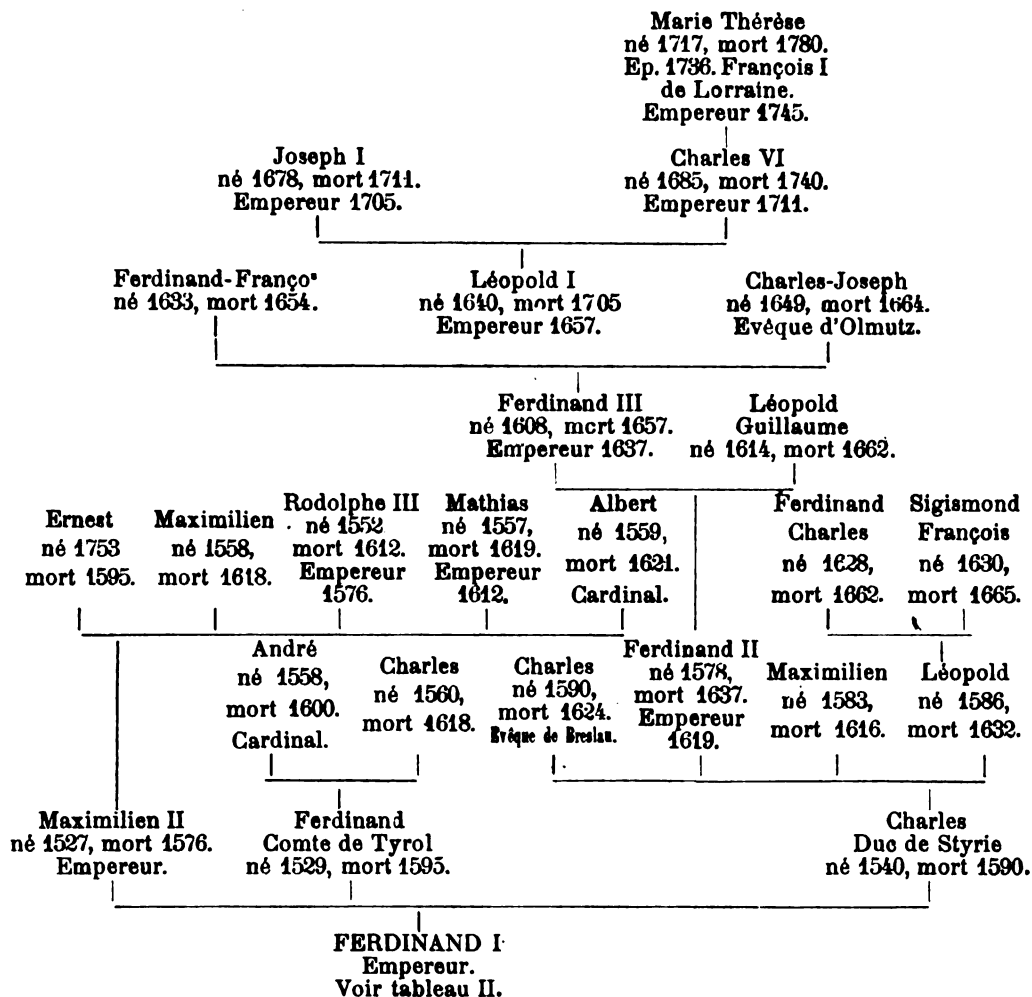 Marie Thérèse
né 1717, mort 1780.
Ep. 1736. François I
de Lorraine.
Empereur 1745.
Joseph I
né 1678, mort 1711.
Empereur 1705.
Charles VI
né 1685, mort 1740.
Empereur 1711.
Ferdinand-Franço^s
né 1633, mort 1654.
Léopold I
né 1640, mort 1705
Empereur 1657.
Charles-Joseph
né 1649, mort 1664.
Evêque d'Olmutz.
Ferdinand III
né 1608, mort 1657.
Empereur 1637.
Léopold
Guillaume
né 1614, mort 1662.
Ernest
né 1753
mort 1595.
Maximilien
né 1558,
mort 1618.
Rodolphe III
né 1552
mort 1612.
Empereur
1576.
Mathias
né 1557,
mort 1619.
Empereur
1612.
Albert
né 1559,
mort 1621.
Cardinal.
Ferdinand
Charles
né 1628,
mort 1662.
Sigismond
François
né 1630,
mort 1665.
André
né 1558,
mort 1600.
Cardinal.
Charles
né 1560,
mort 1618.
Charles
né 1590,
mort 1624.
Evêque de Breslau.
Ferdinand II
né 1578,
mort 1637.
Empereur
1619.
Maximilien
né 1583,
mort 1616.
Léopold
né 1586,
mort 1632.
Maximilien II
né 1527, mort 1576.
Empereur.
Ferdinand
Comte de Tyrol
né 1529, mort 1595.
Charles
Duc de Styrie
né 1540, mort 1590.
FERDINAND I
Empereur.
Voir tableau II.